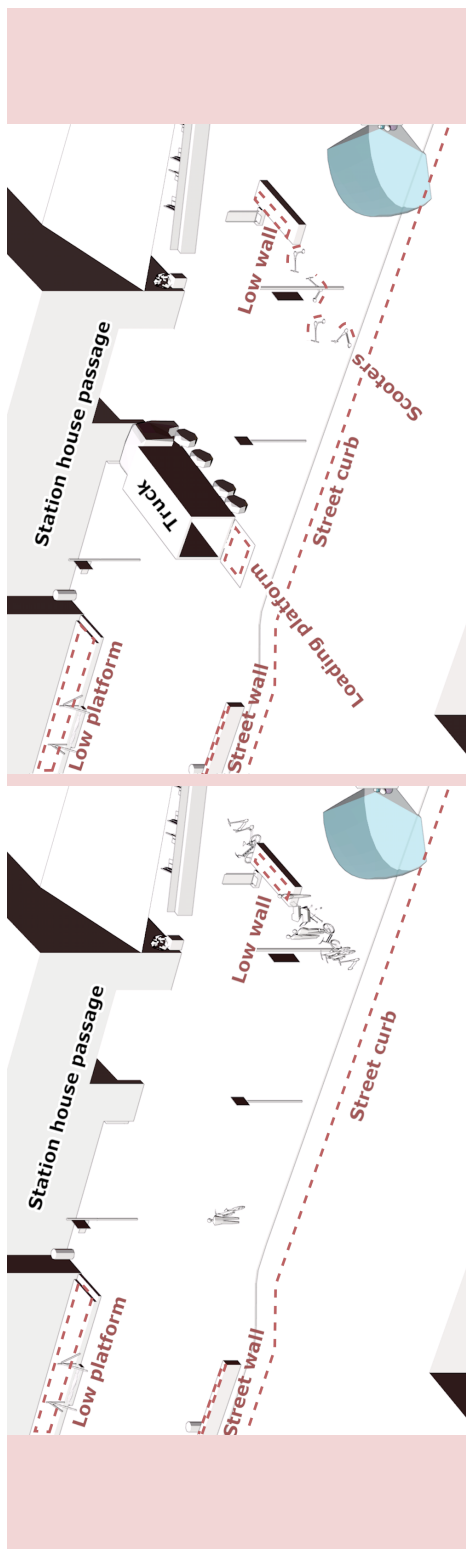 Station house passage
Low wall
Scooters
Street curb
Truck
Loading platform
Low platform
Street wall
Station house passage
Low wall
Street curb
Low platform
Street wall